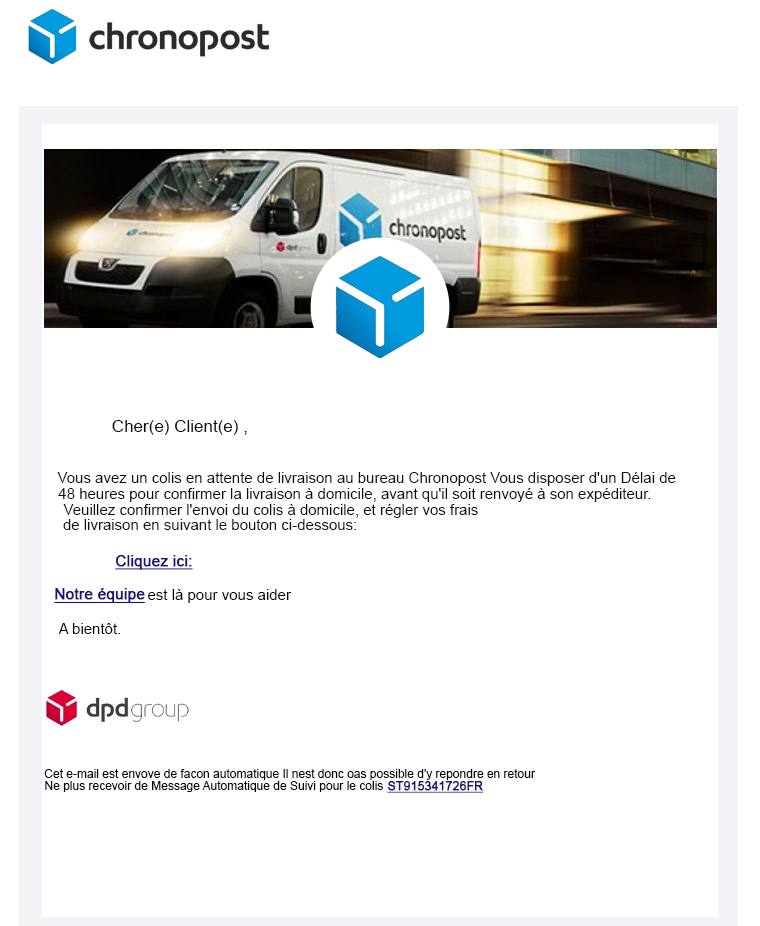 chronopost
chronopost
chronopost
dpdgroup
Cher(e) Client(e) ,
Vous avez un colis en attente de livraison au bureau Chronopost Vous disposer d'un Délai de
48 heures pour confirmer la livraison à domicile, avant qu'il soit renvoyé à son expéditeur.
Veuillez confirmer l'envoi du colis à domicile, et régler vos frais
de livraison en suivant le bouton ci-dessous:
Cliquez ici:
Notre équipe est là pour vous aider
A bientôt.
dpdgroup
Cet e-mail est envove de facon automatique Il nest donc oas possible d'y repondre en retour
Ne plus recevoir de Message Automatique de Suivi pour le colis ST915341726FR